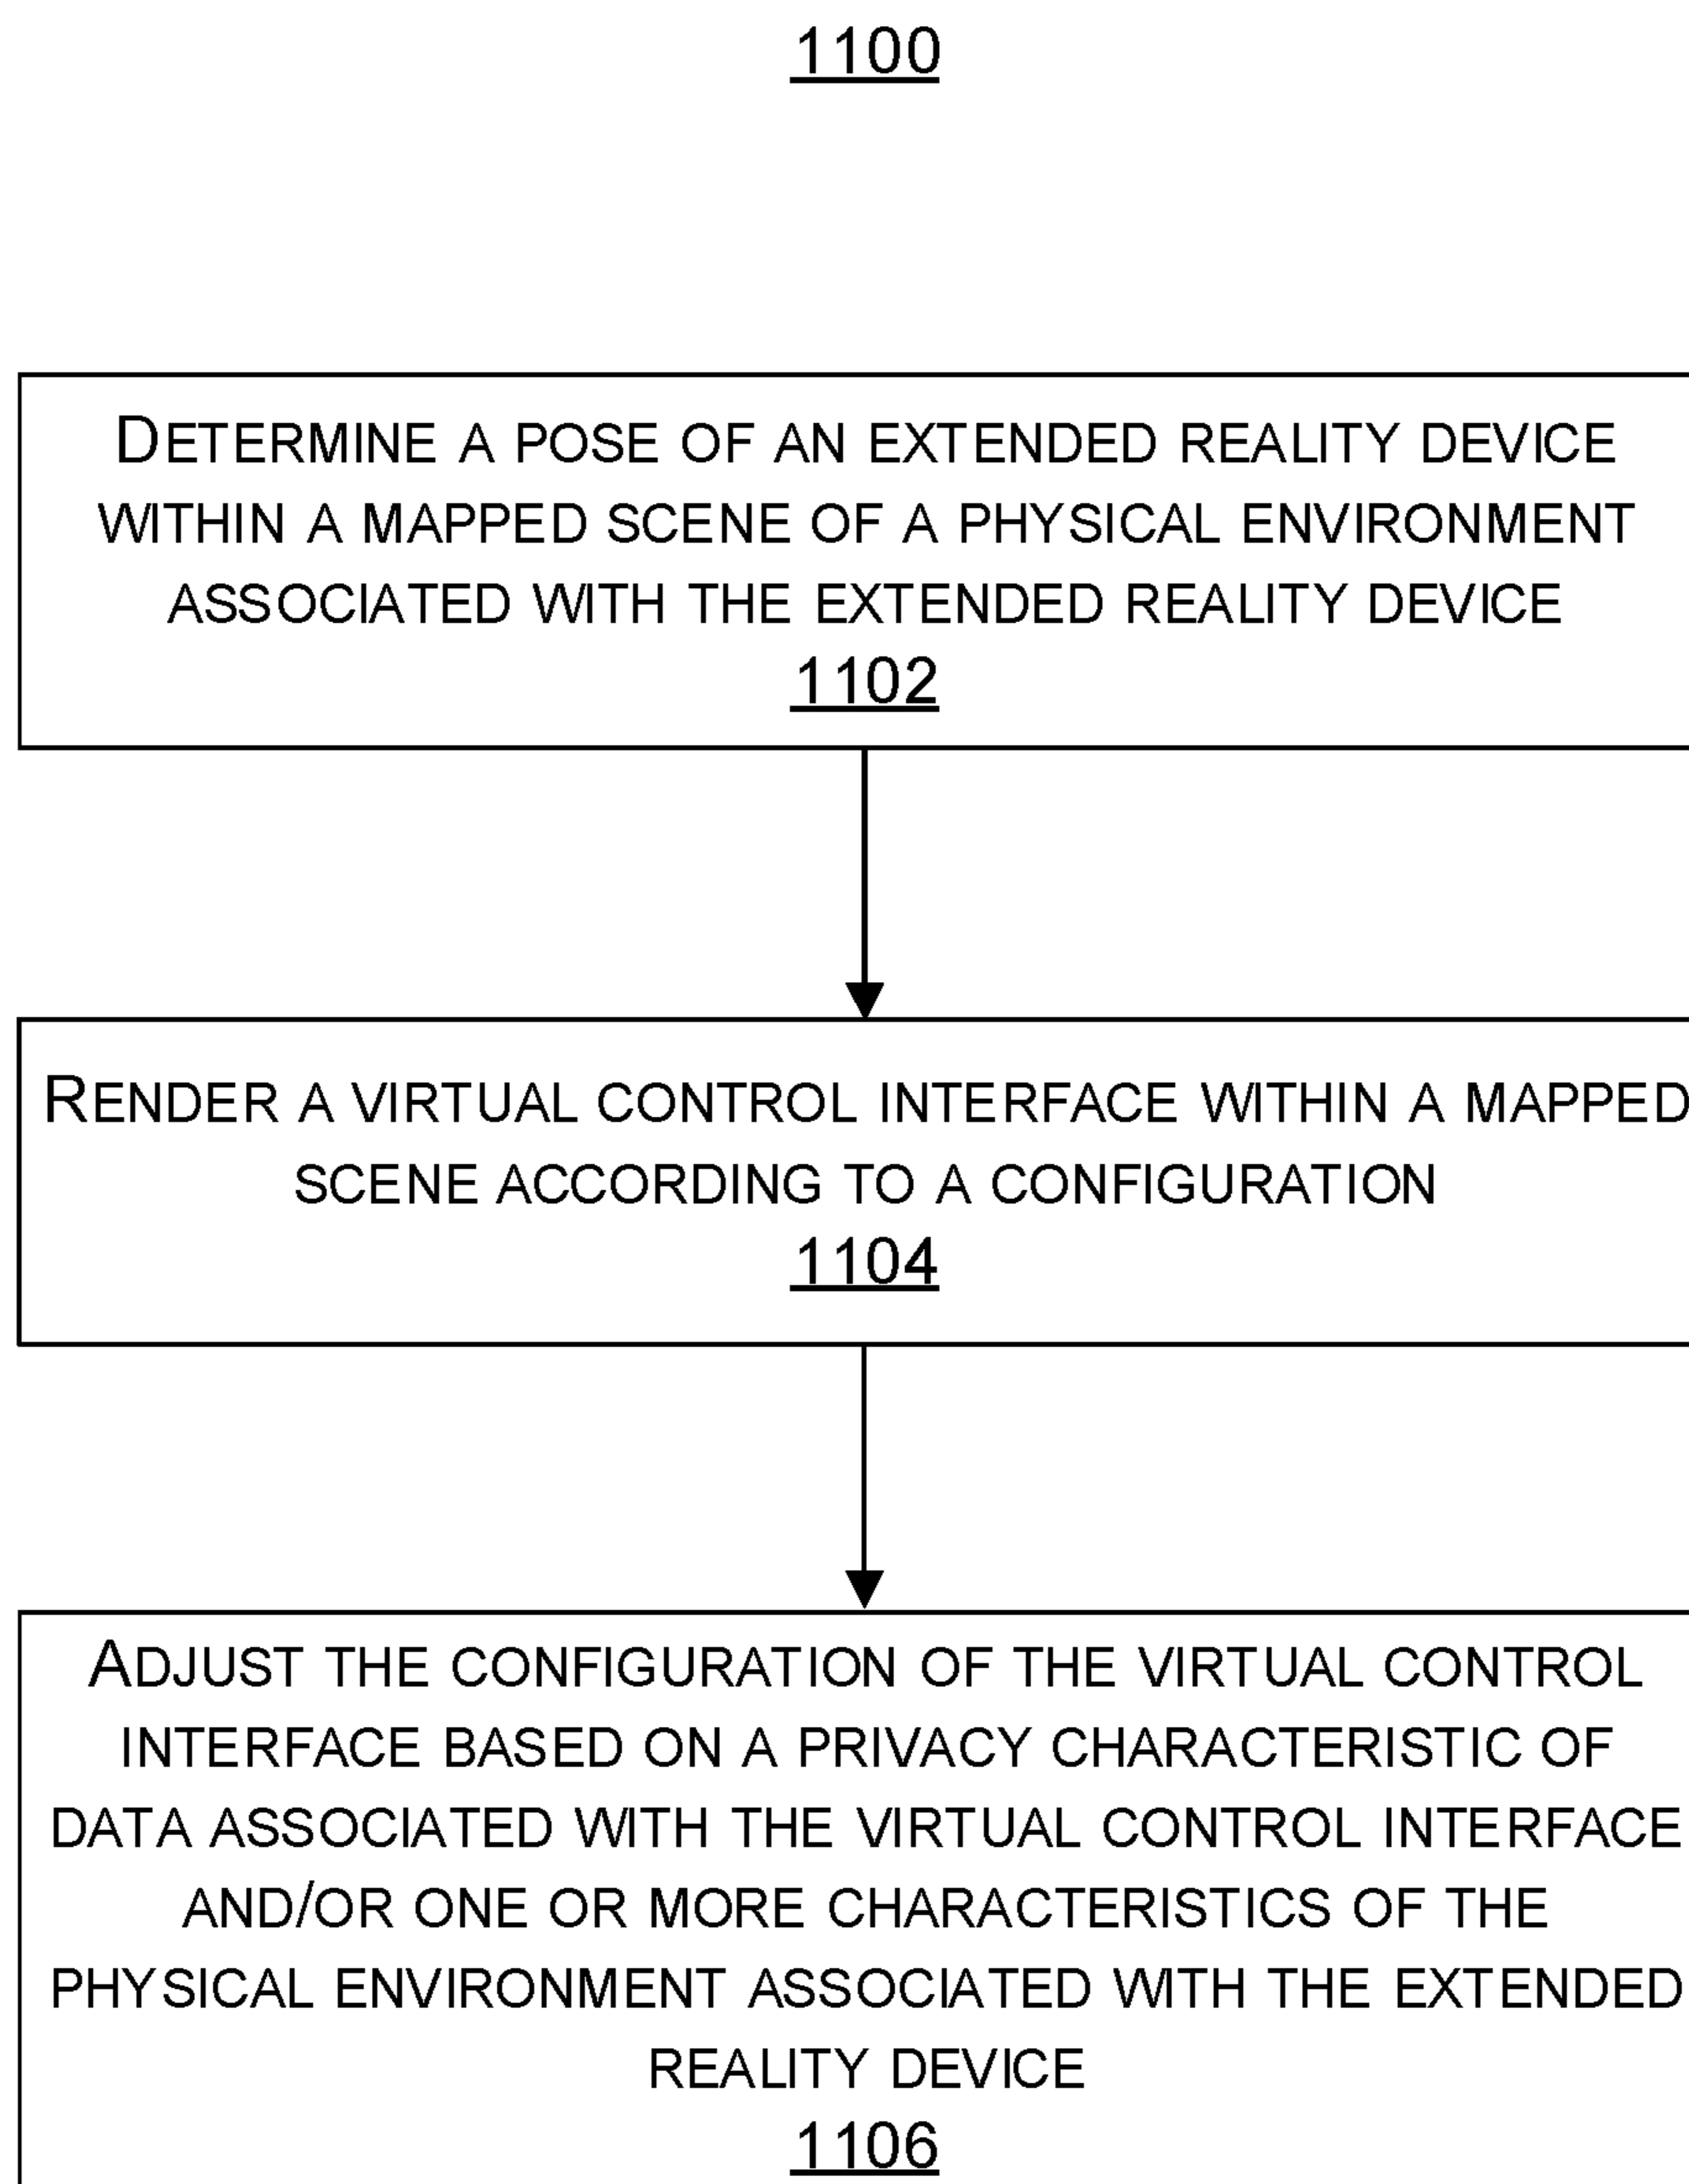 1100
DETERMINE A POSE OF AN EXTENDED REALITY DEVICE
WITHIN A MAPPED SCENE OF A PHYSICAL ENVIRONMENT
ASSOCIATED WITH THE EXTENDED REALITY DEVICE
1102
RENDER A VIRTUAL CONTROL INTERFACE WITHIN A MAPPED
SCENE ACCORDING TO A CONFIGURATION
1104
ADJUST THE CONFIGURATION OF THE VIRTUAL CONTROL
INTERFACE BASED ON A PRIVACY CHARACTERISTIC OF
DATA ASSOCIATED WITH THE VIRTUAL CONTROL INTERFACE
AND/OR ONE OR MORE CHARACTERISTICS OF THE
PHYSICAL ENVIRONMENT ASSOCIATED WITH THE EXTENDED
REALITY DEVICE
1106